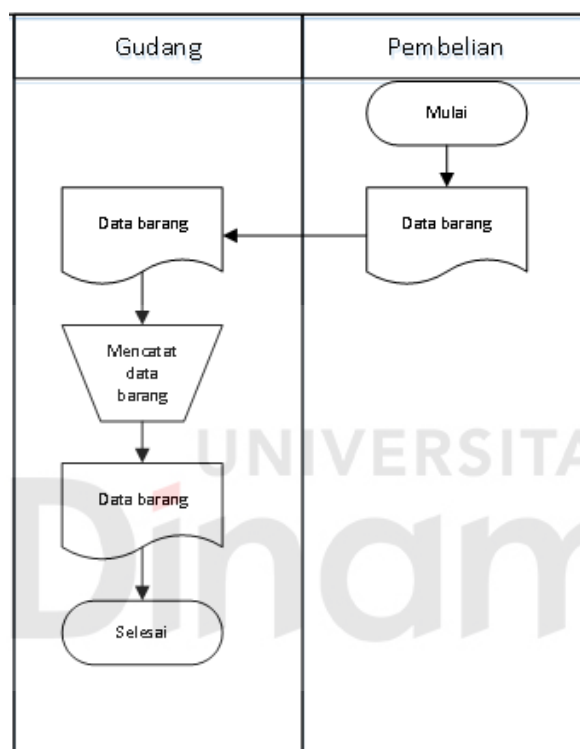 Gudang
Pembelian
Mulai
Data barang
Data barang
Mencatat
data
barang
Data barang
Selesai
UNIVERSITA
Dinam